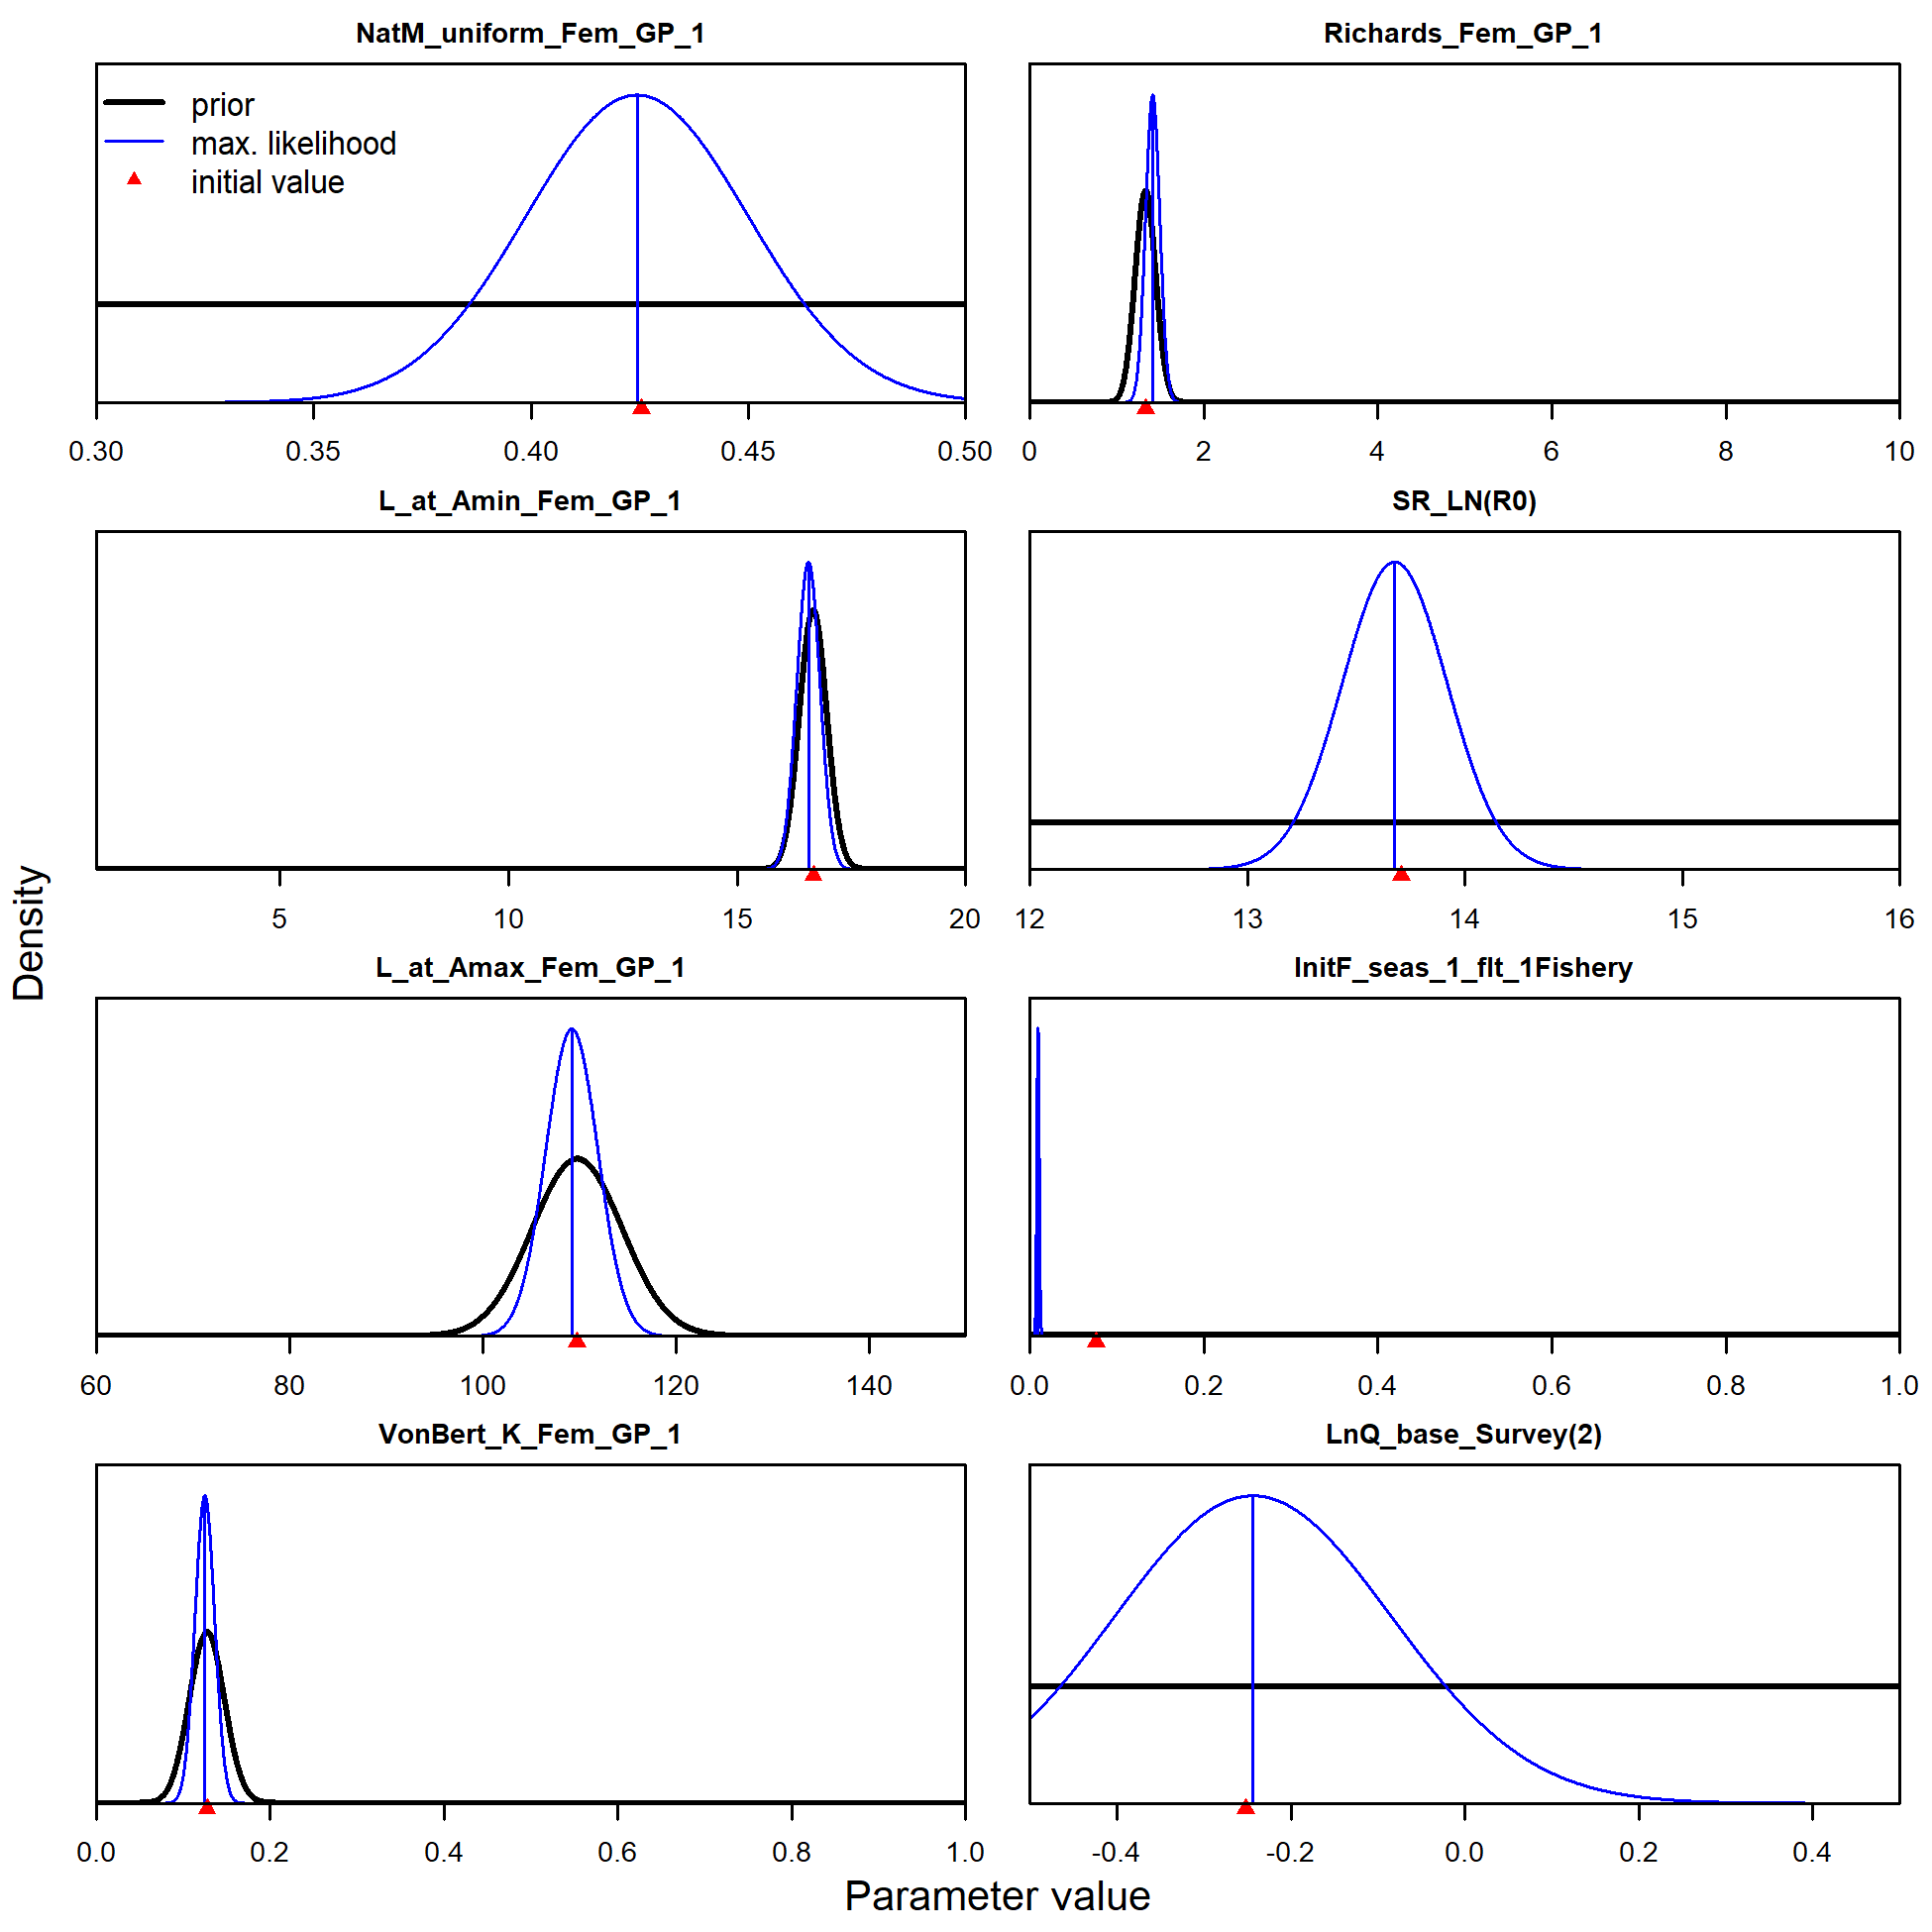 NatM_uniform_Fem_GP_1
prior
max. likelihood
initial value
0.30 0.35 0.40 0.45 0.50
Richards_Fem_GP_1
0 2 4 6 8 10
L_at_Amin_Fem_GP_1
5 10 15 20
SR_LN(R0)
12 13 14 15 16
L_at_Amax_Fem_GP_1
60 80 100 120 140
InitF_seas_1_flt_1Fishery
0.0 0.2 0.4 0.6 0.8 1.0
VonBert_K_Fem_GP_1
0.0 0.2 0.4 0.6 0.8 1.0
LnQ_base_Survey(2)
-0.4 -0.2 0.0 0.2 0.4
Density
Parameter value